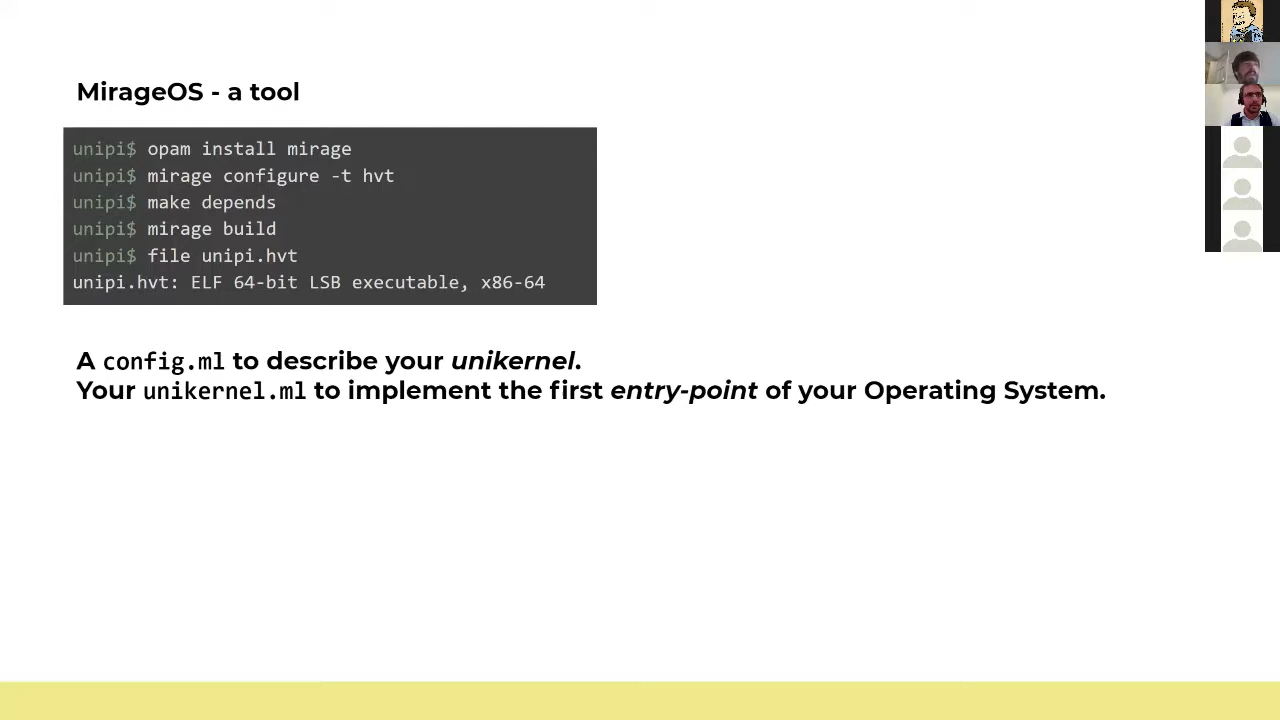 MirageOS - a tool
unipi$ opam install mirage
unipi$ mirage configure -t hvt
unipi$ make depends
unipi$ mirage build
unipi$ file unipi.hvt
unipi.hvt: ELF 64-bit LSB executable, x86-64
A config.ml to describe your unikernel.
Your unikernel.ml to implement the first entry-point of your Operating System.